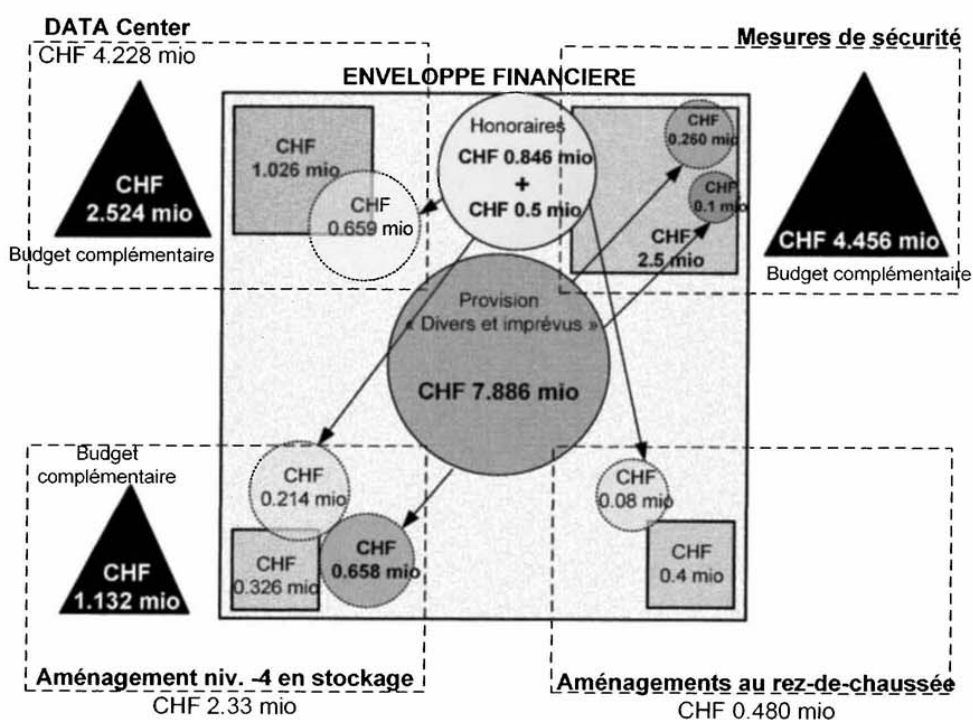 DATA Center
CHF 4.228 mio
Mesures de sécurité
ENVELOPPE FINANCIERE
CHF
2.524 mio
Budget complémentaire
CHF
1.026 mio
CHF
0.659 mio
Honoraires
CHF 0.846 mio
+
CHF 0.5 mio
CHF
0.260 mio
CHF
0.1 mio
CHF
2.5 mio
CHF 4.456 mio
Budget complémentaire
Provision
« Divers et imprévus »
CHF 7.886 mio
Budget
complémentaire
CHF
1.132 mio
CHF
0.214 mio
CHF
0.326 mio
CHF
0.658 mio
CHF
0.08 mio
CHF
0.4 mio
Aménagement niv. -4 en stockage
CHF 2.33 mio
Aménagements au rez-de-chaussée
CHF 0.480 mio